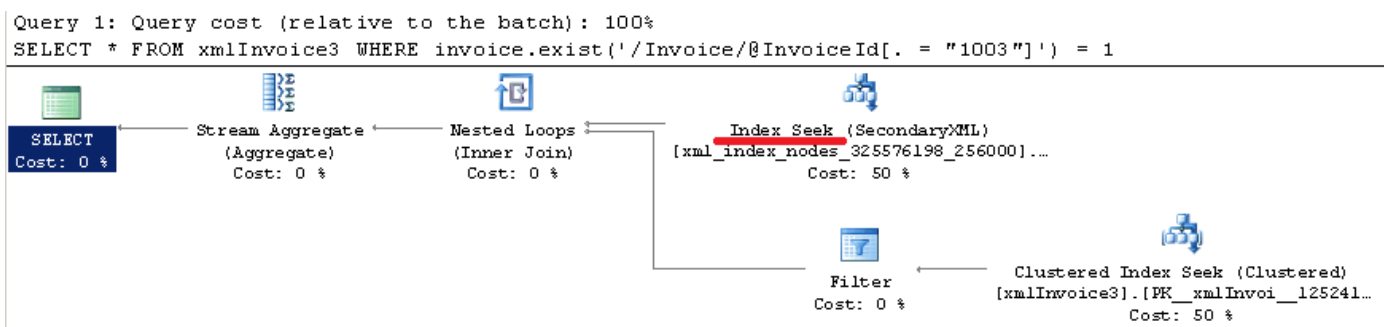 Query 1: Query cost (relative to the batch): 100%
SELECT * FROM xmlInvoice3 WHERE invoice.exist('/Invoice/@InvoiceId[. = "1003"]') = 1
SELECT
Cost: 0 %
Stream Aggregate
(Aggregate)
Cost: 0 %
Nested Loops
(Inner Join)
Cost: 0 %
Index Seek (SecondaryXML)
[xml_index_nodes_325576198_256000]....
Cost: 50 %
Filter
Cost: 0 %
Clustered Index Seek (Clustered)
[xmlInvoice3].[PK__xmlInvoi__125241...
Cost: 50 %